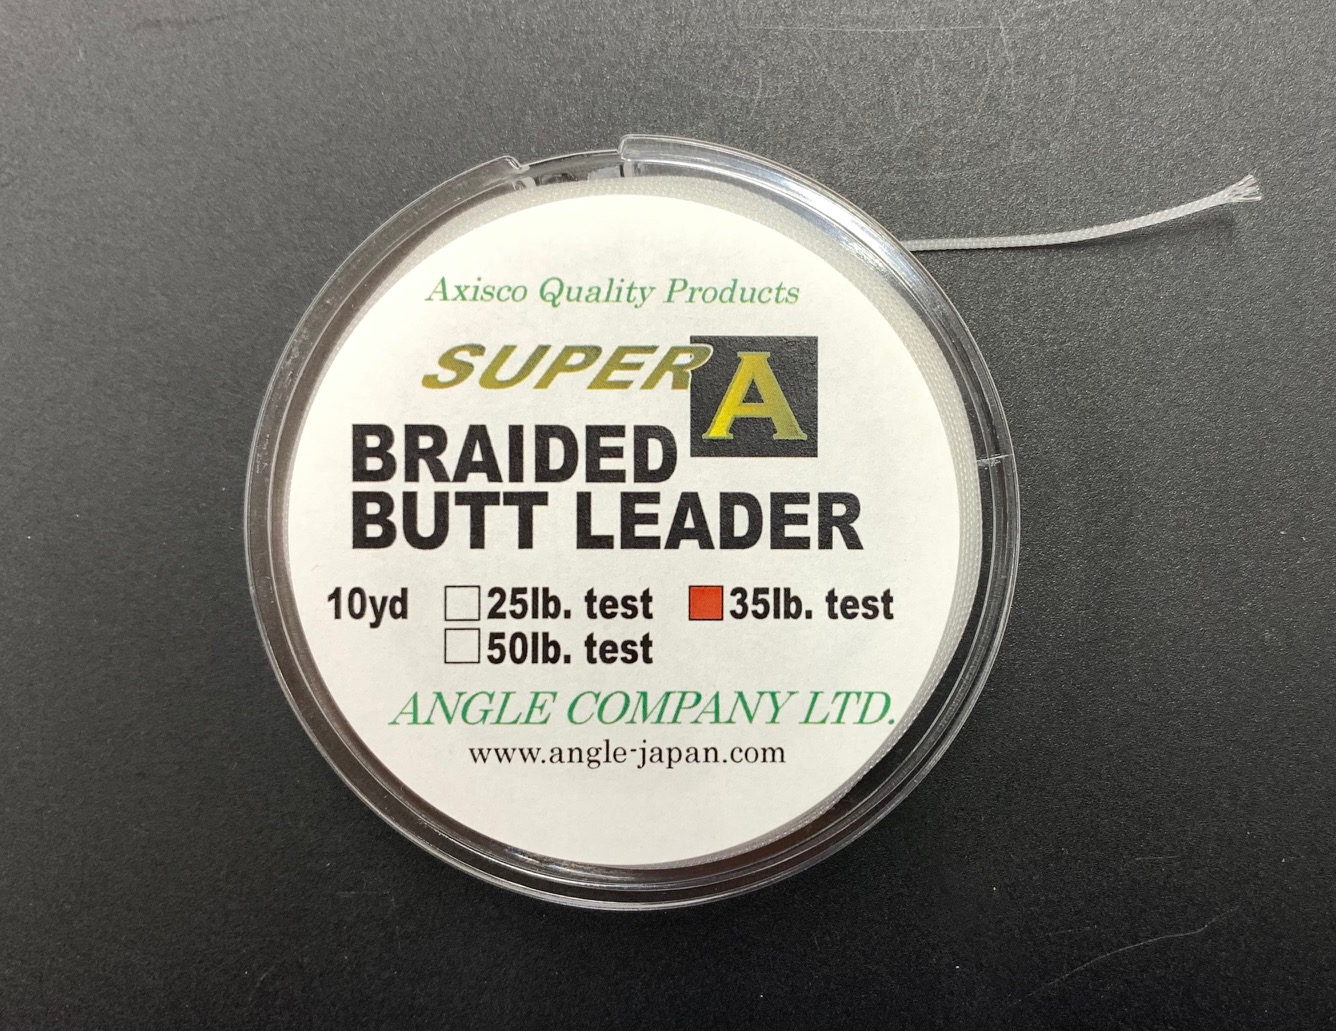 Axisco Quality Products
SUPER A
BRAIDED
BUTT LEADER
10yd 25lb. test 35lb. test
50lb. test
ANGLE COMPANY LTD.
www.angle-japan.com